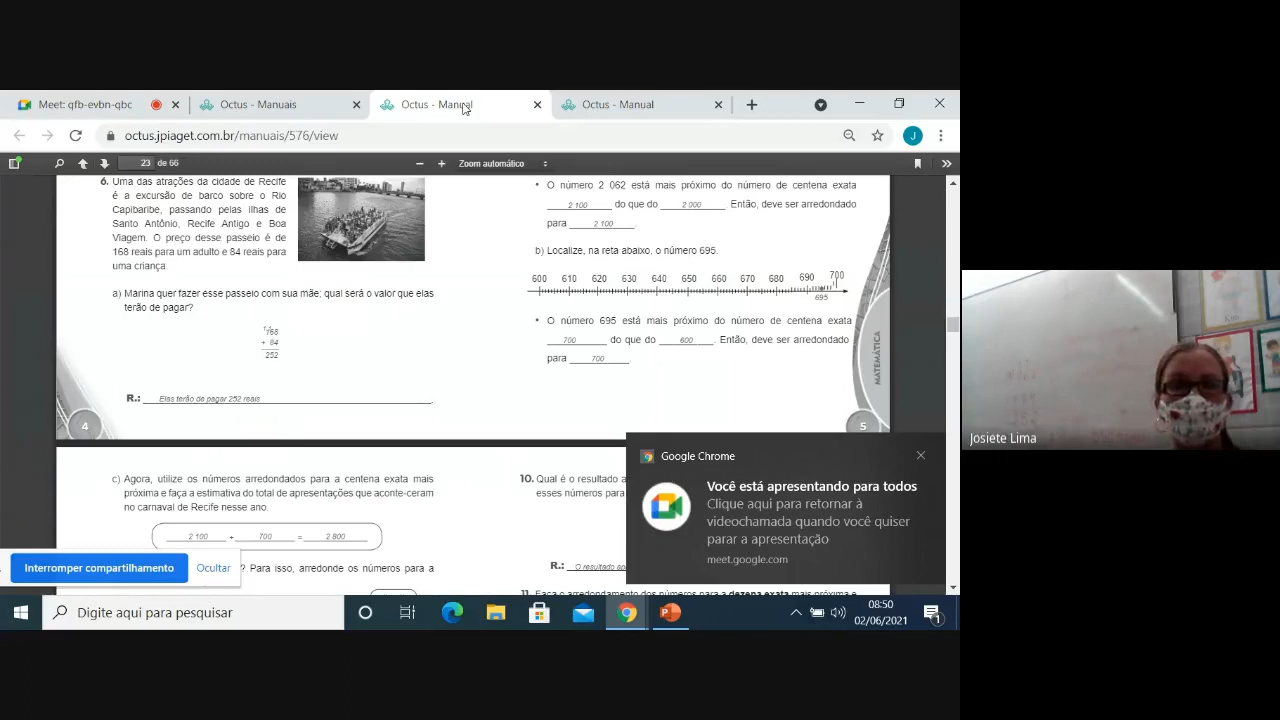 Meet: qfb-evbn-qbc
Octus - Manuais
Octus - Manual
Octus - Manual
octus.jpiaget.com.br/manuais/576/view
J
23 de 66
Zoom automático
6. Uma das atrações da cidade de Recife
é a excursão de barco sobre o Rio
Capibaribe, passando pelas ilhas de
Santo Antônio, Recife Antigo e Boa
Viagem. O preço desse passeio é de
168 reais para um adulto e 84 reais para
uma criança.
a) Marina quer fazer esse passeio com sua mãe; qual será o valor que elas
terão de pagar?
168
+ 84
252
R.: Elas terão de pagar 252 reais.
4
• O número 2 062 está mais próximo do número de centena exata
2 100 do que do 2 000. Então, deve ser arredondado
para 2 100.
b) Localize, na reta abaixo, o número 695.
600 610 620 630 640 650 660 670 680 690 700
695
• O número 695 está mais próximo do número de centena exata
700 do que do 600. Então, deve ser arredondado
para 700.
MATEMÁTICA
5
c) Agora, utilize os números arredondados para a centena exata mais
próxima e faça a estimativa do total de apresentações que aconte-ceram
no carnaval de Recife nesse ano.
2 100 + 700 = 2 800
? Para isso, arredonde os números para a
10. Qual é o resultado a
esses números para
R.: O resultado
11. Faça o arredondamento dos números para a dezena exata mais próxima e
Google Chrome
Você está apresentando para todos
Clique aqui para retornar à
videochamada quando você quiser
parar a apresentação
meet.google.com
Interromper compartilhamento
Ocultar
Digite aqui para pesquisar
08:50
02/06/2021
1
Josiete Lima